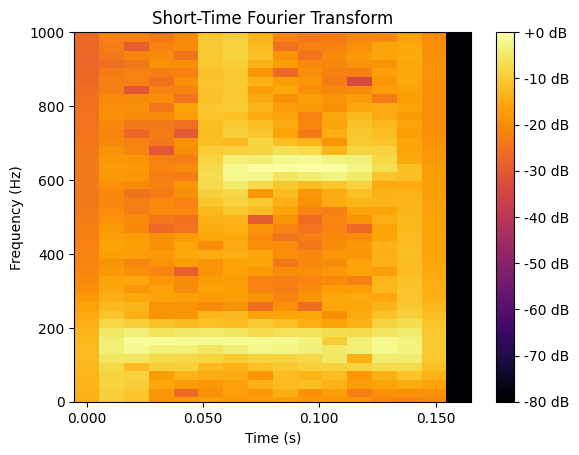 Short-Time Fourier Transform
1000
800
600
400
200
0
Frequency (Hz)
0.000
0.050
0.100
0.150
Time (s)
+0 dB
-10 dB
-20 dB
-30 dB
-40 dB
-50 dB
-60 dB
-70 dB
-80 dB